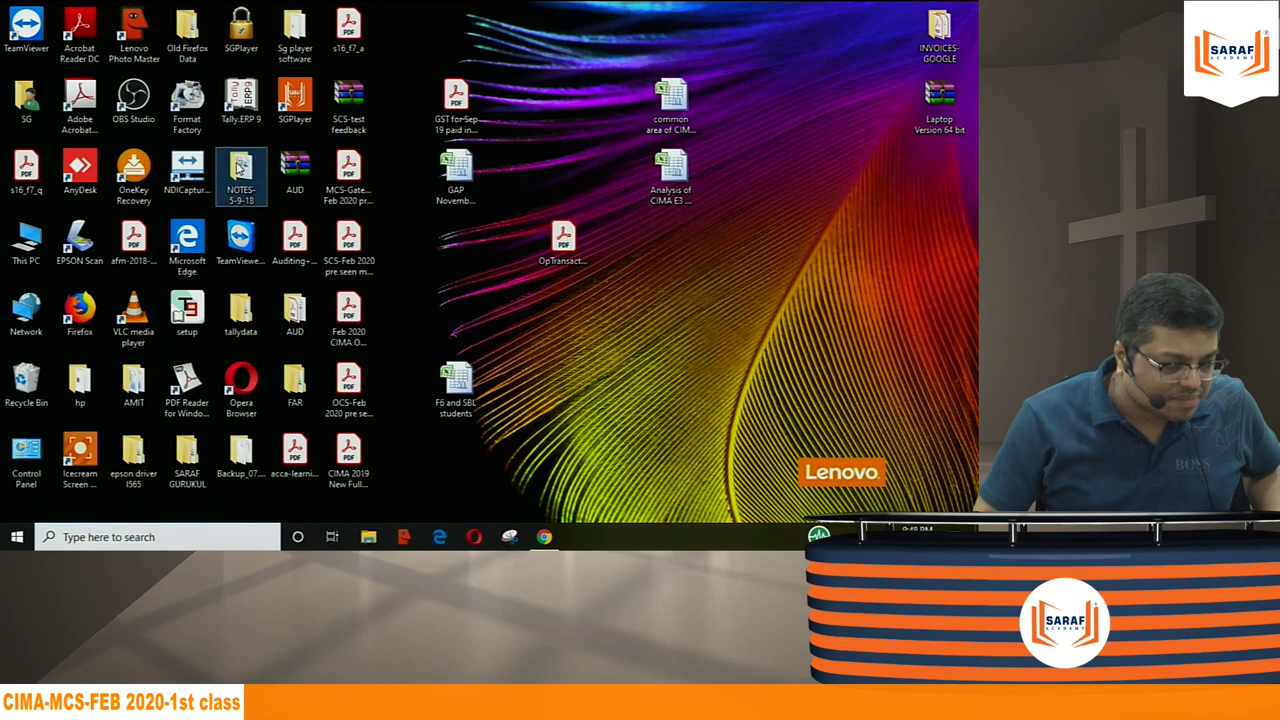 TeamViewer
Acrobat
Reader DC
Lenovo
Photo Master
Old Firefox
Data
SGPlayer
Sg player
software
s16_f7_a
INVOICES-
GOOGLE
SARAF
ACADEMY
SG
Adobe
Acrobat...
OBS Studio
Format
Factory
Tally.ERP 9
SGPlayer
SCS-test
feedback
GST for Sep
19 paid in...
common
area of CIM...
Laptop
Version 64 bit
s16_f7_q
AnyDesk
OneKey
Recovery
NDICaptur...
NOTES-
5-9-18
AUD
MCS-Gate...
Feb 2020 pr...
GAP
Novemb...
Analysis of
CIMA E3 ...
This PC
EPSON Scan
afm-2018-...
Microsoft
Edge
TeamViewe...
Auditing+...
SCS-Feb 2020
pre seen m...
OpTransact...
Network
Firefox
VLC media
player
setup
tallydata
AUD
Feb 2020
CIMA O...
Recycle Bin
hp
AMIT
PDF Reader
for Windo...
Opera
Browser
FAR
OCS-Feb
2020 pre se...
F6 and SBL
students
Control
Panel
Icecream
Screen ...
epson driver
l565
SARAF
GURUKUL
Backup_07....
acca-learni...
CIMA 2019
New Full...
Lenovo
BOSS
Type here to search
9:48 PM
SARAF
ACADEMY
CIMA-MCS-FEB 2020-1st class